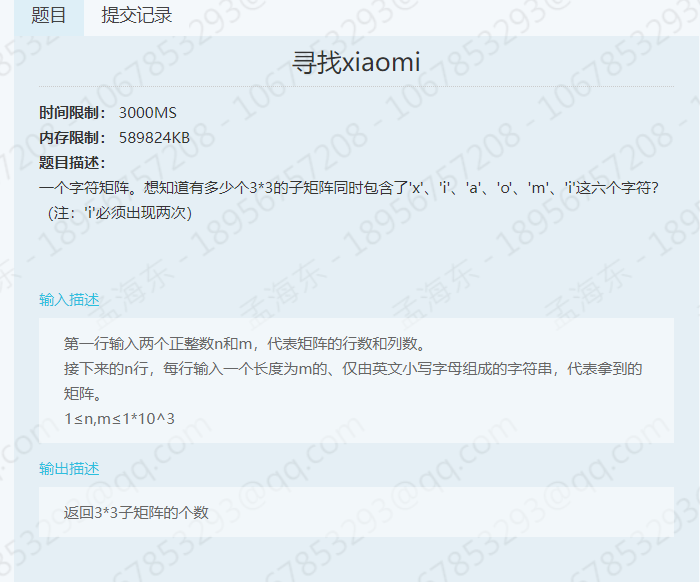 题目 提交记录
寻找xiaomi
时间限制： 3000MS
内存限制： 589824KB
题目描述：
一个字符矩阵。想知道有多少个3*3的子矩阵同时包含了'x'、'i'、'a'、'o'、'm'、'i'这六个字符？
（注：'i'必须出现两次）
输入描述
第一行输入两个正整数n和m，代表矩阵的行数和列数。
接下来的n行，每行输入一个长度为m的、仅由英文小写字母组成的字符串，代表拿到的
矩阵。
1≤n,m≤1*10^3
输出描述
返回3*3子矩阵的个数
孟海东 - 18956757208 - 1067853293@qq.com